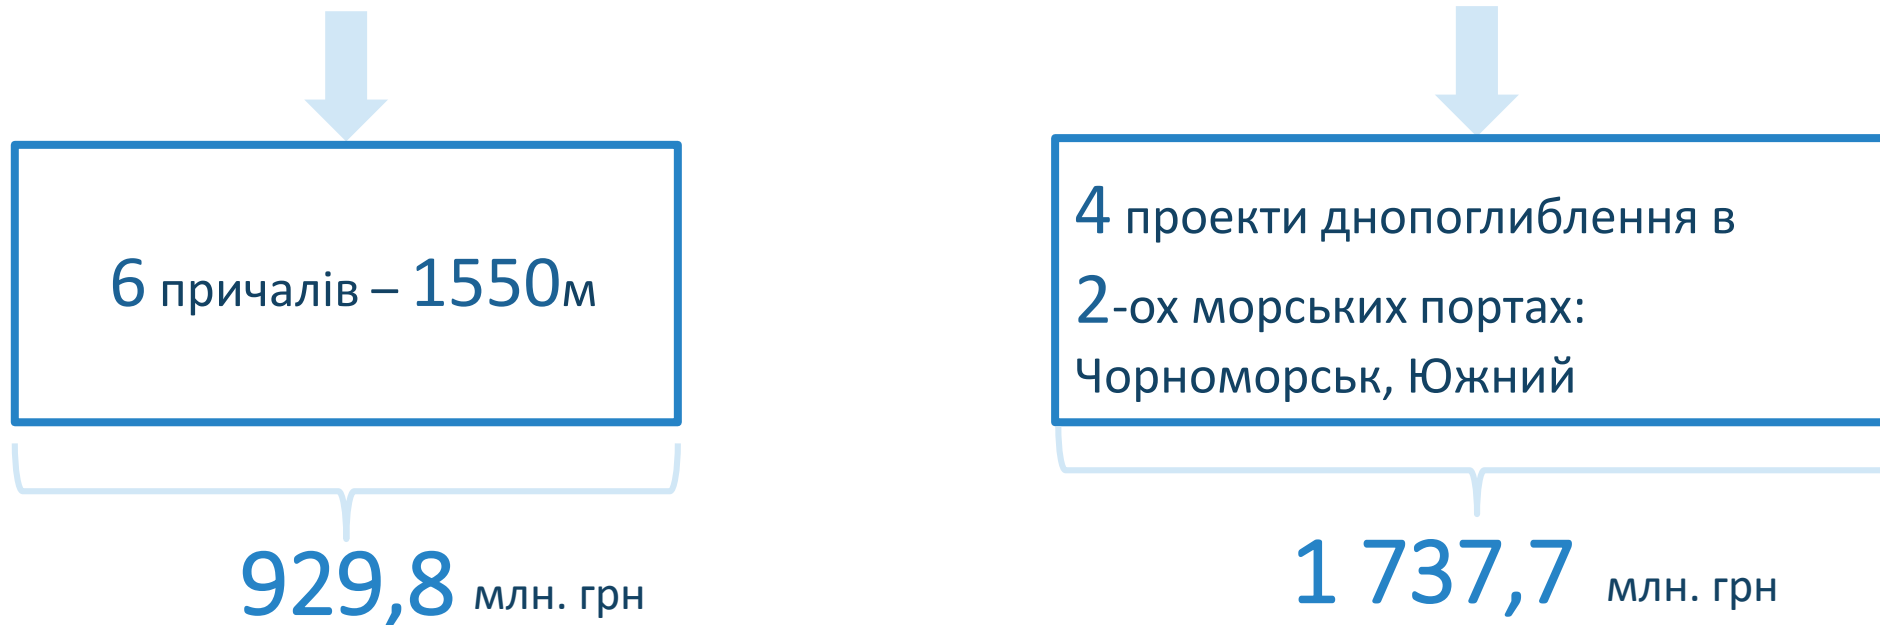 6 причалів – 1550м
929,8 млн. грн
4 проекти днопоглиблення в
2-ох морських портах:
Чорноморськ, Южний
1 737,7 млн. грн